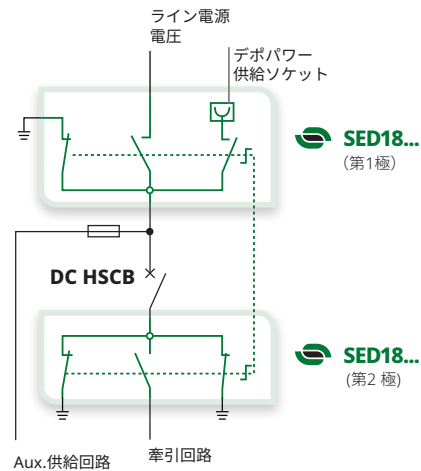 ライン電源
電圧
デポパワー
供給ソケット
SED18...
（第1極）
DC HSCB
SED18...
(第2 極)
Aux.供給回路
牽引回路